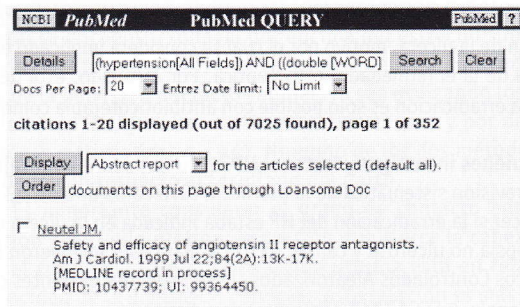 NCBI PubMed PubMed QUERY PubMed ?
Details (hypertension[All Fields]) AND ((double [WORD] Search Clear
Docs Per Page: 20 Entrez Date limit: No Limit
citations 1-20 displayed (out of 7025 found), page 1 of 352
Display Abstract report for the articles selected (default all).
Order documents on this page through Loansome Doc
Neutel JM.
Safety and efficacy of angiotensin II receptor antagonists.
Am J Cardiol. 1999 Jul 22;84(2A):13K-17K.
[MEDLINE record in process]
PMID: 10437739; UI: 99364450.